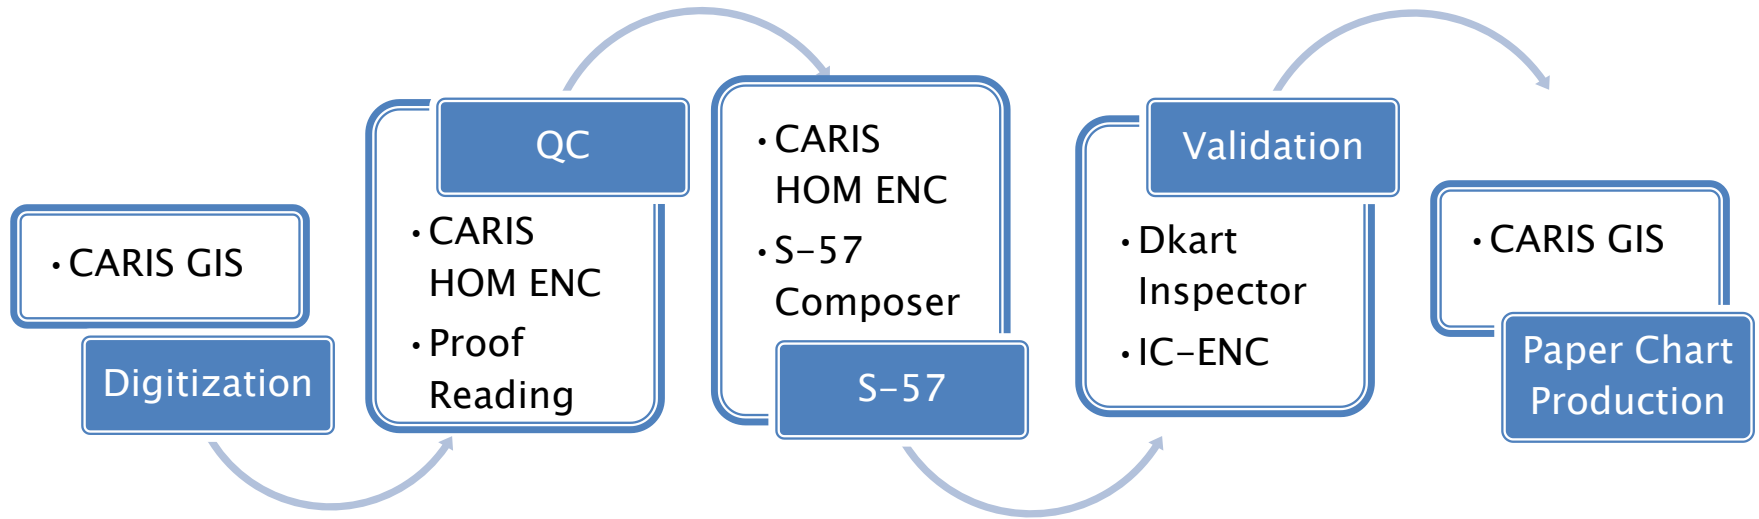 • CARIS GIS
Digitization
QC
• CARIS
HOM ENC
• Proof
Reading
• CARIS
HOM ENC
• S-57
Composer
S-57
Validation
• Dkart
Inspector
• IC-ENC
• CARIS GIS
Paper Chart
Production